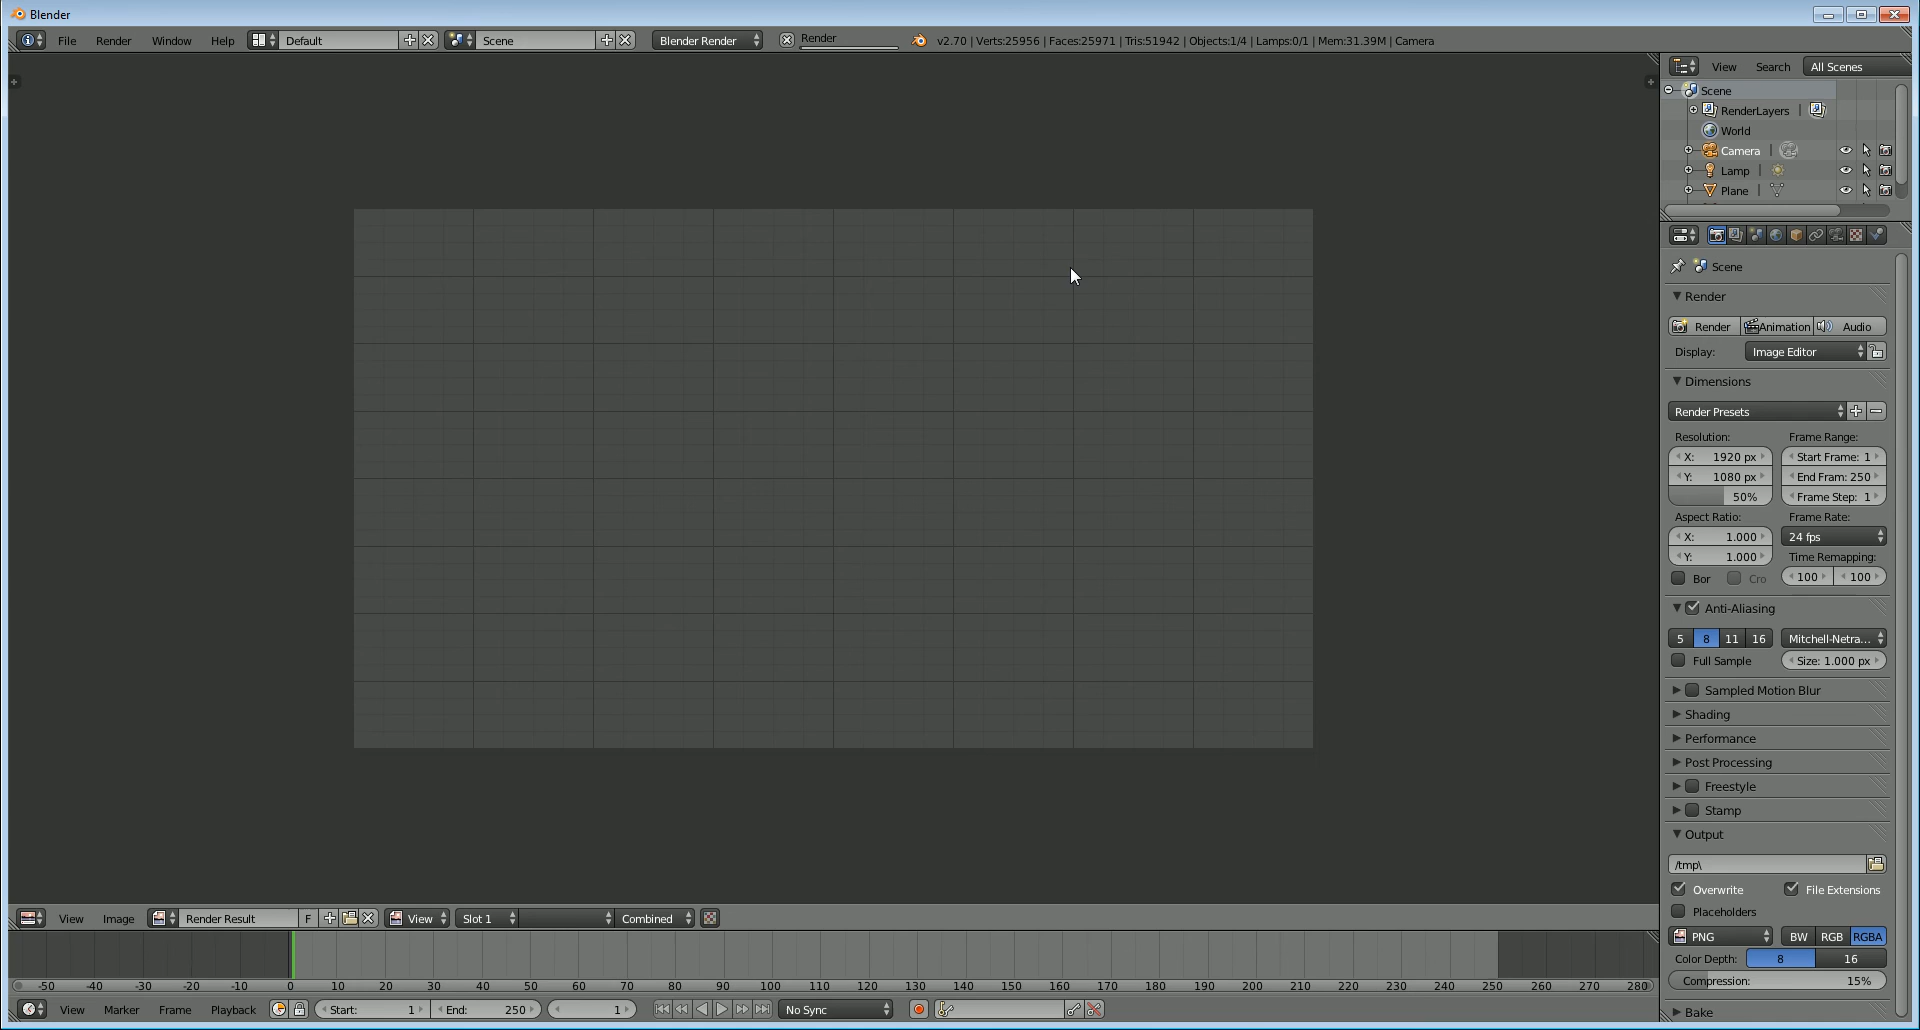 Blender
File Render Window Help Default Scene Blender Render Render v2.70 | Verts:25956 | Faces:25971 | Tris:51942 | Objects:1/4 | Lamps:0/1 | Mem:31.39M | Camera
View Search All Scenes
Scene
RenderLayers
World
Camera
Lamp
Plane
Scene
Render
Render Animation Audio
Display: Image Editor
Dimensions
Render Presets
Resolution: Frame Range:
X: 1920 px Start Frame: 1
Y: 1080 px End Fram: 250
50% Frame Step: 1
Aspect Ratio: Frame Rate:
X: 1.000 24 fps
Y: 1.000 Time Remapping:
Bor Cro 100 100
Anti-Aliasing
5 8 11 16 Mitchell-Netra...
Full Sample Size: 1.000 px
Sampled Motion Blur
Shading
Performance
Post Processing
Freestyle
Stamp
Output
/tmp\
Overwrite File Extensions
Placeholders
PNG BW RGB RGBA
Color Depth: 8 16
Compression: 15%
Bake
View Image Render Result F View Slot 1 Combined
-50 -40 -30 -20 -10 0 10 20 30 40 50 60 70 80 90 100 110 120 130 140 150 160 170 180 190 200 210 220 230 240 250 260 270 280
View Marker Frame Playback Start: 1 End: 250 1 No Sync